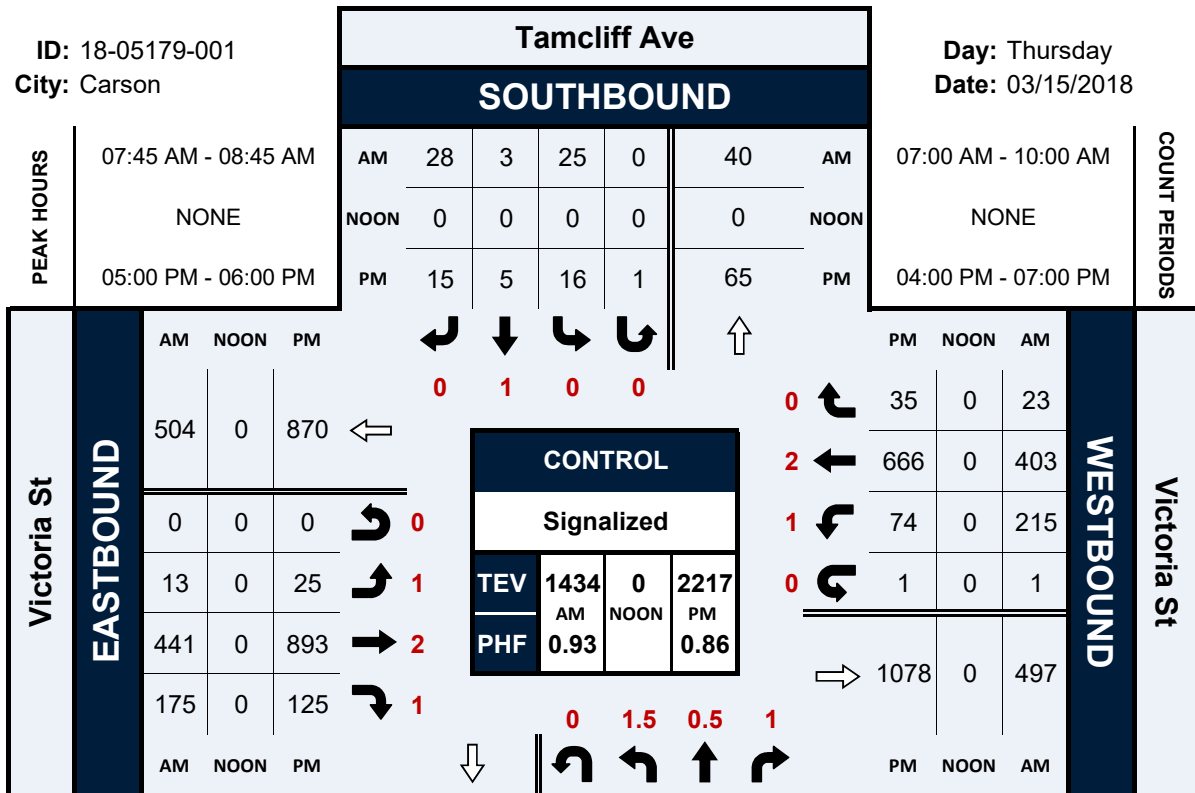 ID: 18-05179-001
City: Carson
Tamcliff Ave
SOUTHBOUND
Day: Thursday
Date: 03/15/2018
PEAK HOURS
07:45 AM - 08:45 AM
NONE
05:00 PM - 06:00 PM
AM 28 3 25 0 40 AM
NOON 0 0 0 0 0 NOON
PM 15 5 16 1 65 PM
07:00 AM - 10:00 AM
NONE
04:00 PM - 07:00 PM
COUNT PERIODS
0 1 0 0
Victoria St
EASTBOUND
AM NOON PM
504 0 870
0 0 0 0
13 0 25 1
441 0 893 2
175 0 125 1
AM NOON PM
CONTROL
Signalized
TEV 1434 0 2217
AM NOON PM
PHF 0.93 0.86
PM NOON AM
0 35 0 23
2 666 0 403
1 74 0 215
0 1 0 1
1078 0 497
PM NOON AM
WESTBOUND
Victoria St
0 1.5 0.5 1